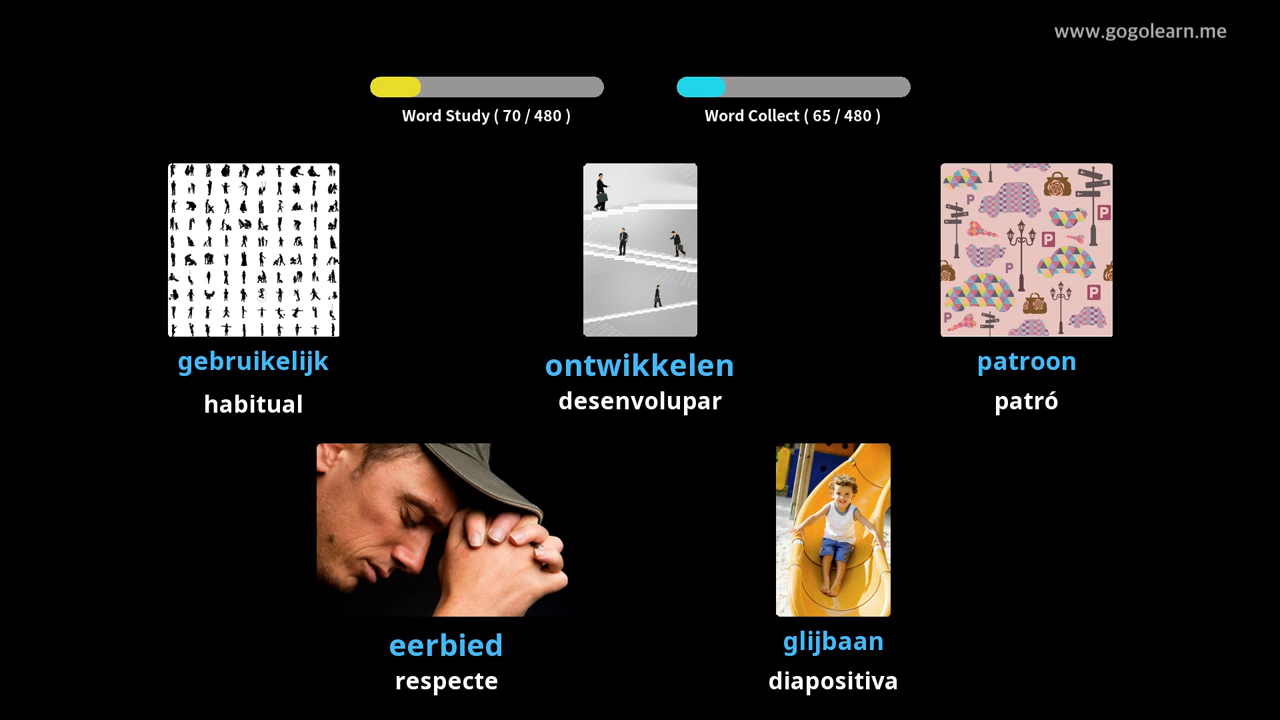 www.gogolearn.me
Word Study ( 70 / 480 )
Word Collect ( 65 / 480 )
P
P
P
P
P
P
gebruikelijk
habitual
ontwikkelen
desenvolupar
patroon
patró
eerbied
respecte
glijbaan
diapositiva